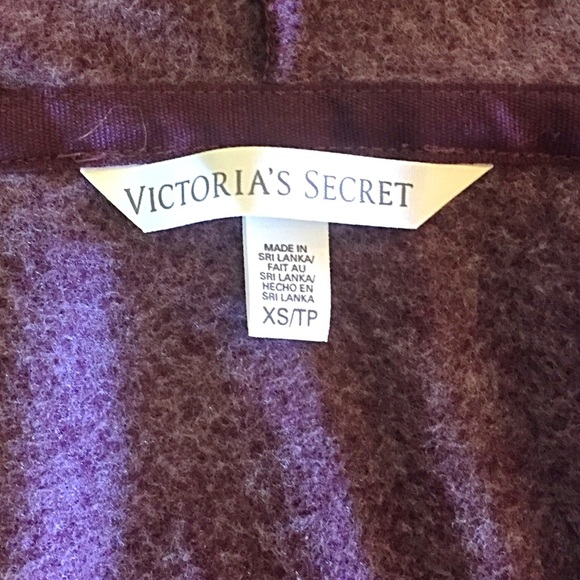 VICTORIA'S SECRET
MADE IN
SRI LANKA/
FAIT AU
SRI LANKA/
HECHO EN
SRI LANKA
XS/TP